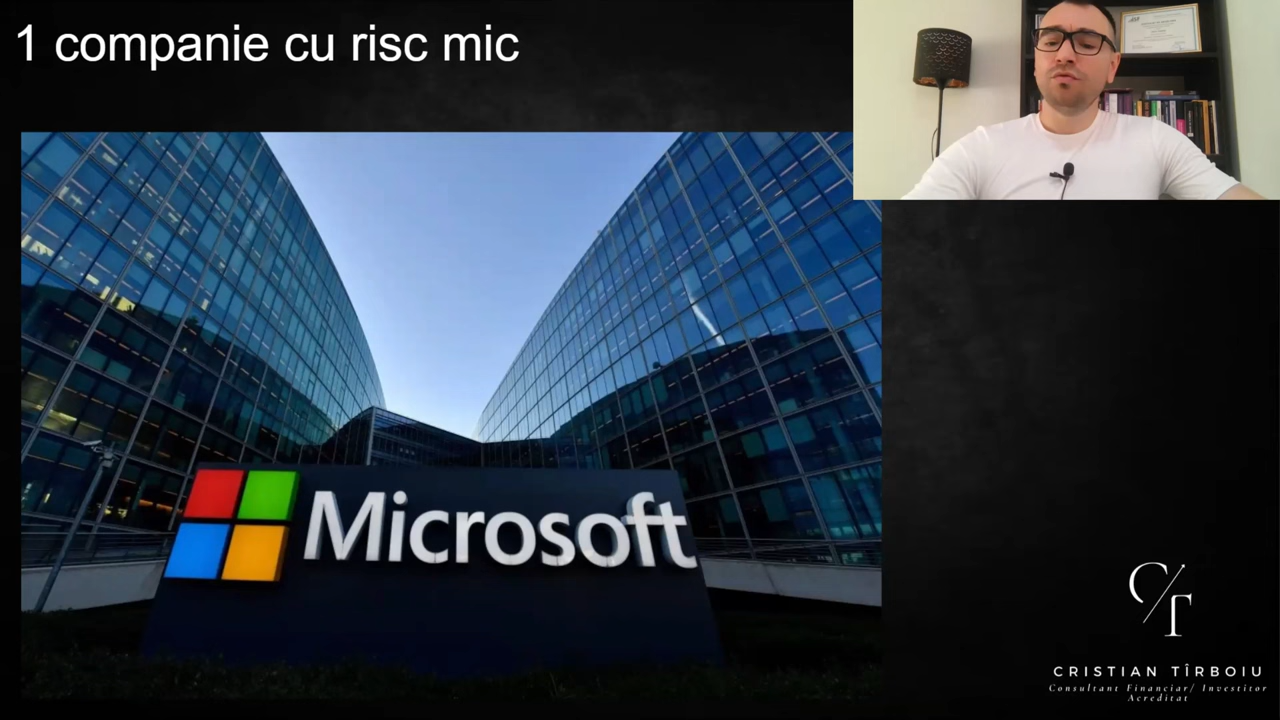 1 companie cu risc mic
Microsoft
CT
CRISTIAN TÎRBOIU
Consultant Financiar/ Investitor
Acreditat